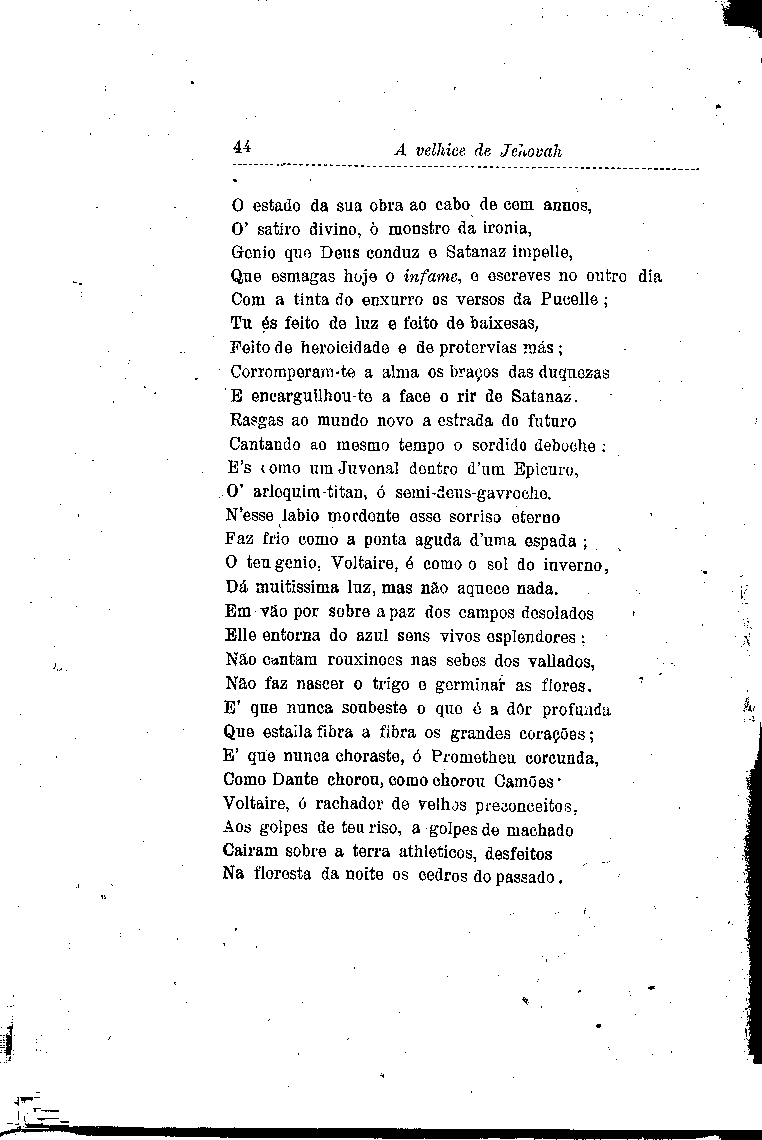 44 A velhice de Jehovah
O estado da sua obra ao cabo de cem annos,
O' satiro divino, ò monstro da ironia,
Genio que Deus conduz e Satanaz impelle,
Que esmagas hoje o infame, e escreves no outro dia
Com a tinta do enxurro os versos da Pucelle ;
Tu és feito de luz e feito de baixesas,
Feito de heroicidade e de protervias más ;
Corromperam-te a alma os braços das duquezas
E encarguilhou-te a face o rir de Satanaz.
Rasgas ao mundo novo a estrada do futuro
Cantando ao mesmo tempo o sordido deboche :
E's como um Juvenal dentro d'um Epicuro,
O' arlequim-titan, ó semi-deus-gavroche.
N'esse labio mordente esse sorriso eterno
Faz frio como a ponta aguda d'uma espada ;
O teu genio, Voltaire, é como o sol do inverno,
Dá muitissima luz, mas não aquece nada.
Em vão por sobre a paz dos campos desolados
Elle entorna do azul seus vivos esplendores :
Não cantam rouxinoes nas sebes dos vallados,
Não faz nascer o trigo e germinar as flores.
E' que nunca soubeste o que é a dôr profunda
Que estalla fibra a fibra os grandes corações ;
E' que nunca choraste, ó Prometheu corcunda,
Como Dante chorou, como chorou Camões·
Voltaire, ó rachador de velhos preconceitos,
Aos golpes de teu riso, a golpes de machado
Cairam sobre a terra athleticos, desfeitos
Na floresta da noite os cedros do passado.